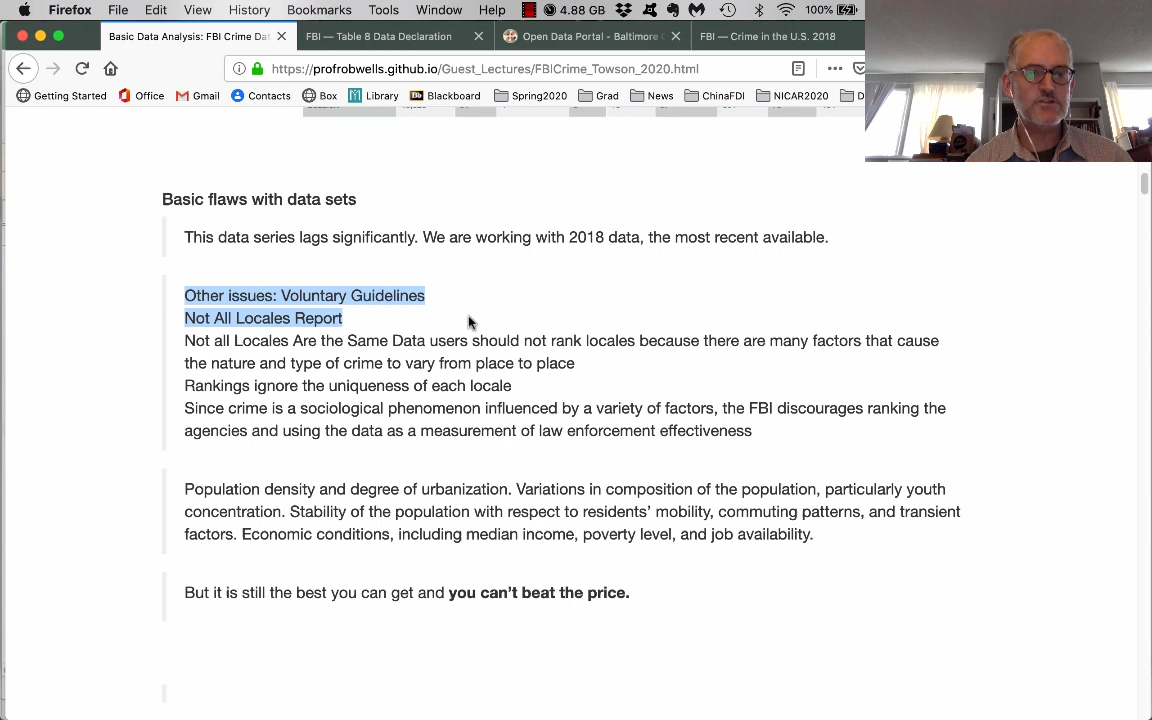 Firefox File Edit View History Bookmarks Tools Window Help 4.88 GB 100%
Basic Data Analysis: FBI Crime Dat
FBI — Table 8 Data Declaration
Open Data Portal - Baltimore
FBI — Crime in the U.S. 2018
https://profrobwells.github.io/Guest_Lectures/FBICrime_Towson_2020.html
Getting Started Office Gmail Contacts Box Library Blackboard Spring2020 Grad News ChinaFDI NICAR2020
Basic flaws with data sets
This data series lags significantly. We are working with 2018 data, the most recent available.
Other issues: Voluntary Guidelines
Not All Locales Report
Not all Locales Are the Same Data users should not rank locales because there are many factors that cause
the nature and type of crime to vary from place to place
Rankings ignore the uniqueness of each locale
Since crime is a sociological phenomenon influenced by a variety of factors, the FBI discourages ranking the
agencies and using the data as a measurement of law enforcement effectiveness
Population density and degree of urbanization. Variations in composition of the population, particularly youth
concentration. Stability of the population with respect to residents’ mobility, commuting patterns, and transient
factors. Economic conditions, including median income, poverty level, and job availability.
But it is still the best you can get and you can’t beat the price.